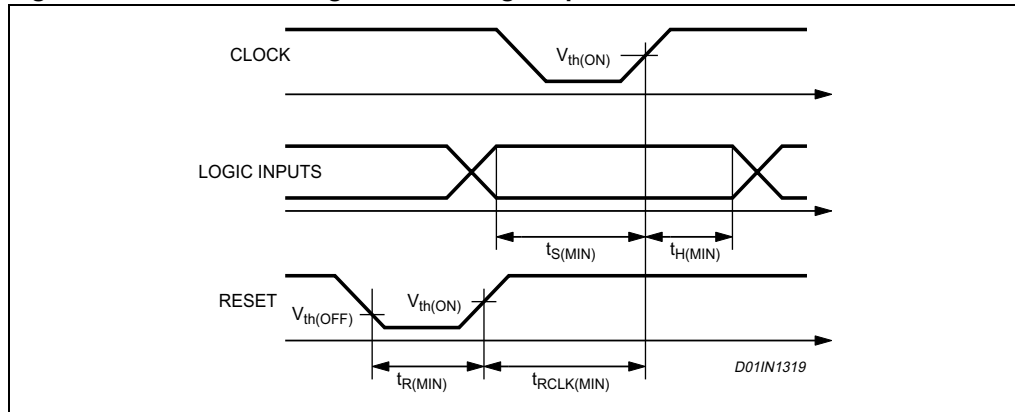 CLOCK
Vth(ON)
LOGIC INPUTS
tS(MIN)
tH(MIN)
RESET
Vth(OFF)
Vth(ON)
tR(MIN)
tRCLK(MIN)
D01IN1319